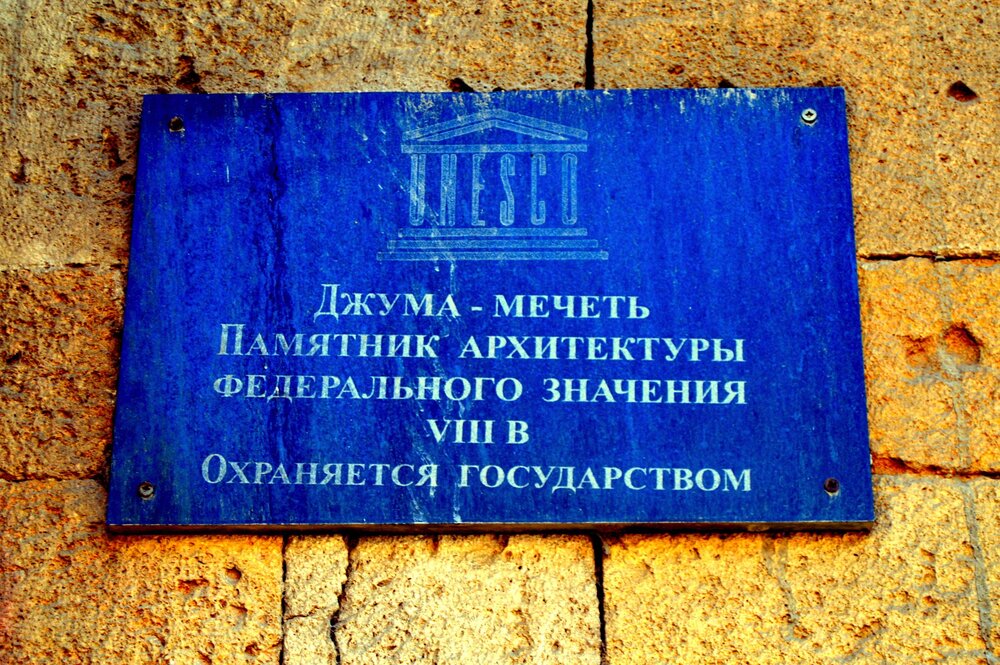 UNESCO
Джума - мечеть
Памятник архитектуры
федерального значения
VIII в
Охраняется государством